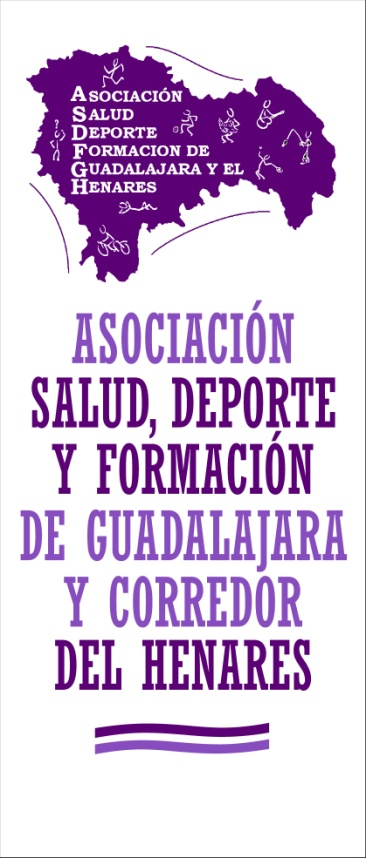 ASOCIACIÓN
SALUD
DEPORTE
FORMACION DE
GUADALAJARA Y EL
HENARES
ASOCIACIÓN
SALUD, DEPORTE
Y FORMACIÓN
DE GUADALAJARA
Y CORREDOR
DEL HENARES